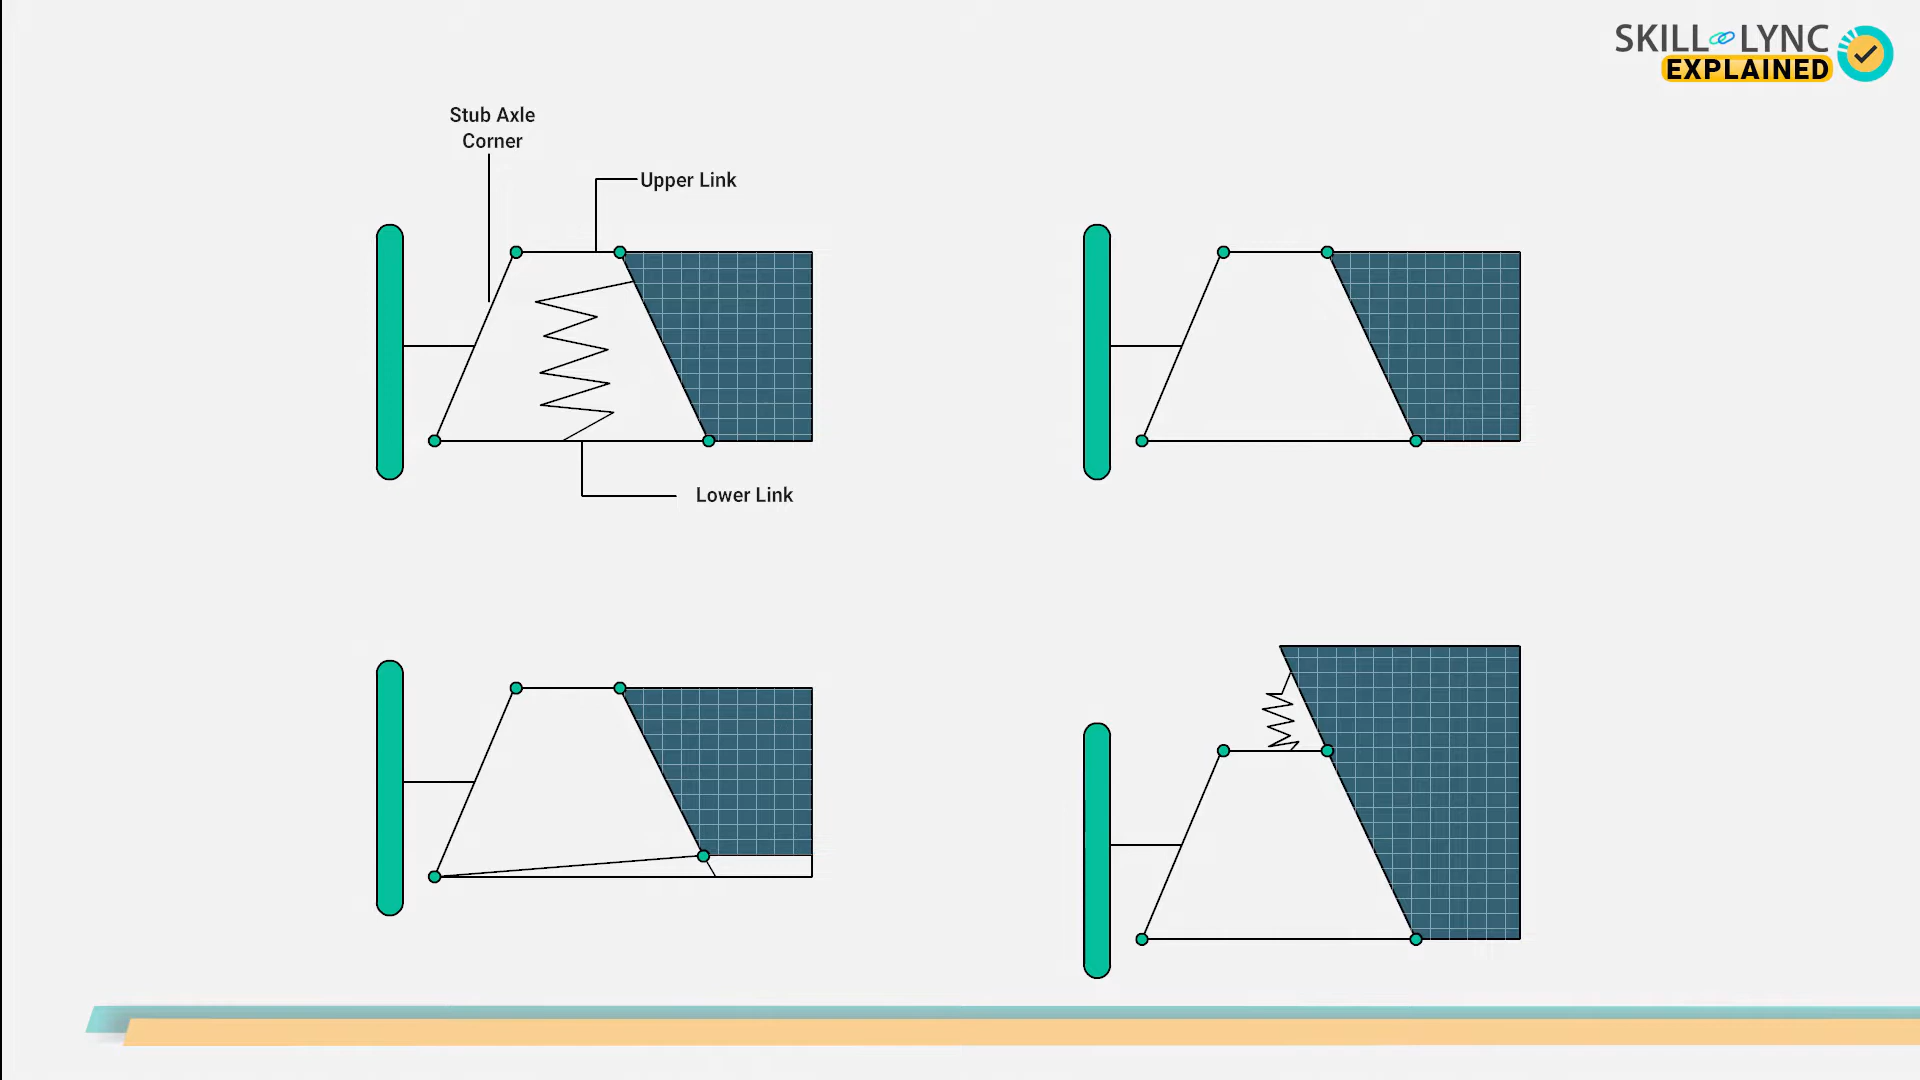 SKILL LYNC
EXPLAINED
Stub Axle
Corner
Upper Link
Lower Link